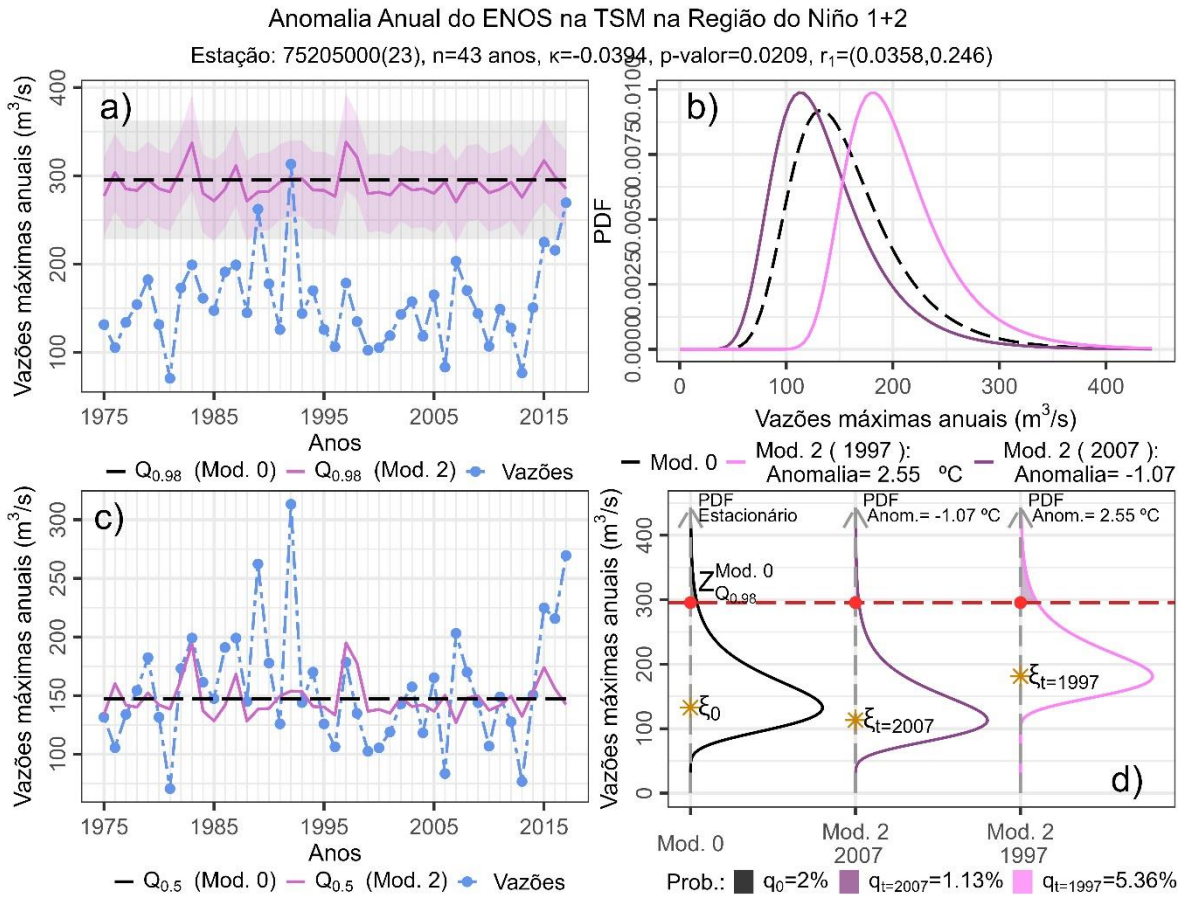 Anomalia Anual do ENOS na TSM na Região do Niño 1+2
Estação: 75205000(23), n=43 anos, κ=-0.0394, p-valor=0.0209, r₁=(0.0358,0.246)
a)
Vazões máximas anuais (m³/s)
400
300
200
100
1975
1985
1995
2005
2015
Anos
Q₀.₉₈ (Mod. 0)
Q₀.₉₈ (Mod. 2)
Vazões
b)
PDF
0.0000
0.0025
0.0050
0.0075
0.0100
0
100
200
300
400
Vazões máximas anuais (m³/s)
Mod. 0
Mod. 2 ( 1997 ):
Anomalia= 2.55 ºC
Mod. 2 ( 2007 ):
Anomalia= -1.07
c)
Vazões máximas anuais (m³/s)
300
250
200
150
100
1975
1985
1995
2005
2015
Anos
Q₀.₅ (Mod. 0)
Q₀.₅ (Mod. 2)
Vazões
d)
Vazões máximas anuais (m³/s)
400
300
200
100
0
PDF
Estacionário
PDF
Anom.= -1.07 ºC
PDF
Anom.= 2.55 ºC
Z Mod. 0 Q₀.₉₈
ξ₀
ξt=2007
ξt=1997
Mod. 0
Mod. 2
2007
Mod. 2
1997
Prob.: q₀=2% qt=2007=1.13% qt=1997=5.36%